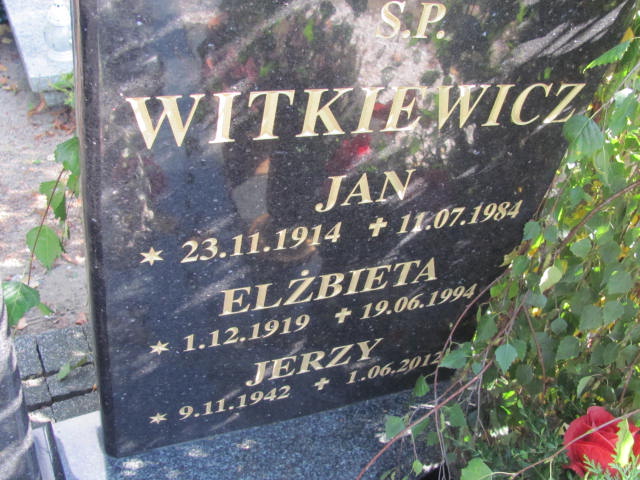 S.P.
WITKIEWICZ
JAN
* 23.11.1914 ✝ 11.07.1984
ELŻBIETA
* 1.12.1919 ✝ 19.06.1994
JERZY
* 9.11.1942 ✝ 1.06.2012